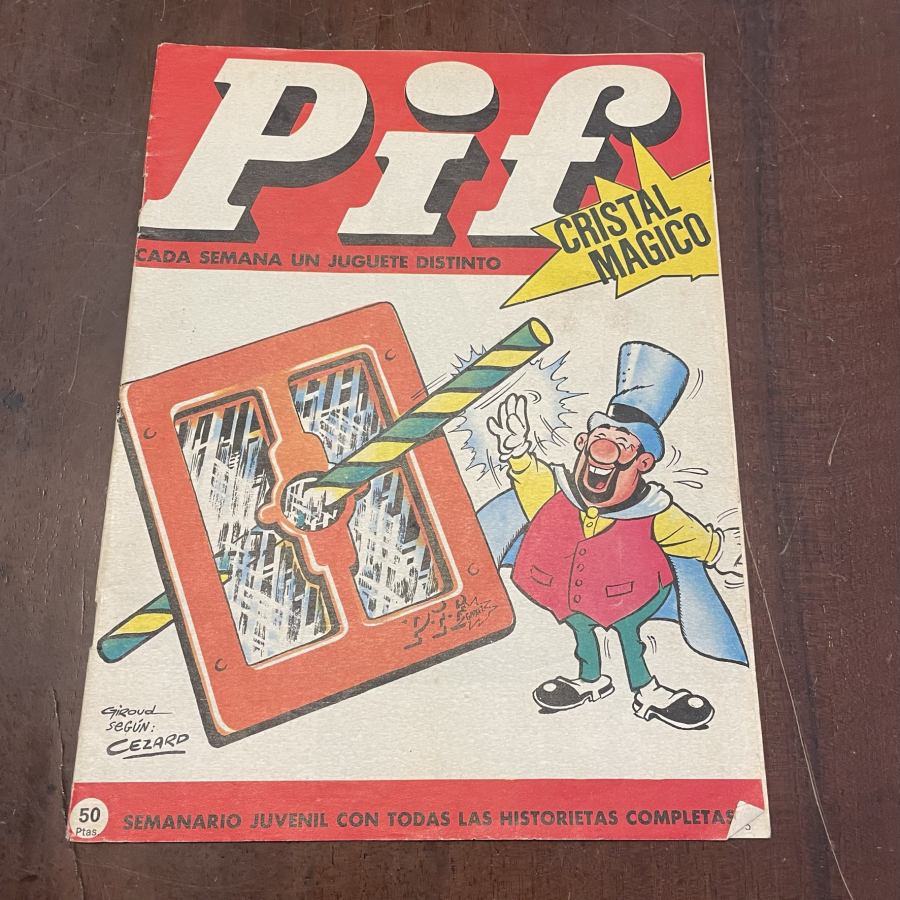 Pif
CRISTAL
MAGICO
CADA SEMANA UN JUGUETE DISTINTO
Pif
GIROUD
SEGÚN:
CEZARD
50
Ptas
SEMANARIO JUVENIL CON TODAS LAS HISTORIETAS COMPLETAS